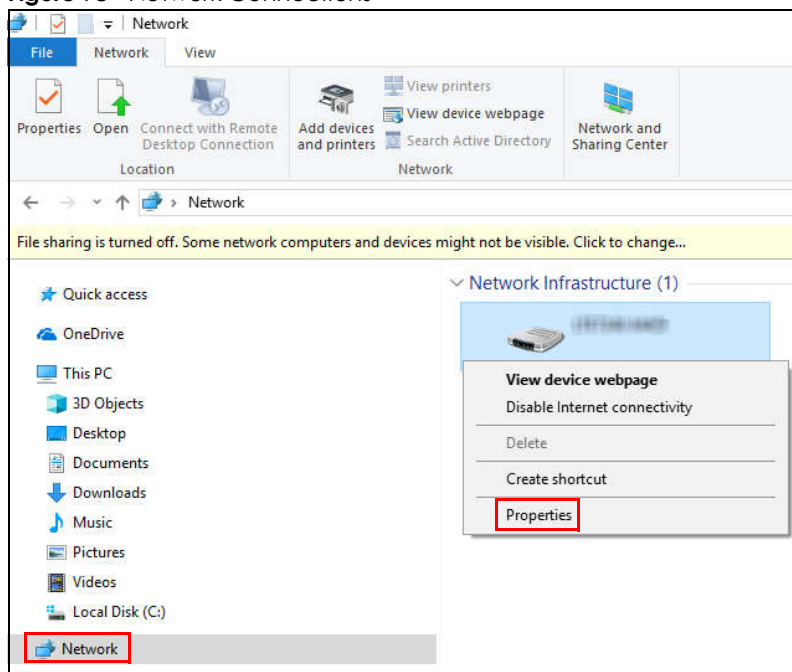 Network
File Network View
Properties Open Connect with Remote Desktop Connection
Location
Add devices and printers
View printers
View device webpage
Search Active Directory
Network
Network and Sharing Center
Network
File sharing is turned off. Some network computers and devices might not be visible. Click to change...
Quick access
OneDrive
This PC
3D Objects
Desktop
Documents
Downloads
Music
Pictures
Videos
Local Disk (C:)
Network
Network Infrastructure (1)
View device webpage
Disable Internet connectivity
Delete
Create shortcut
Properties